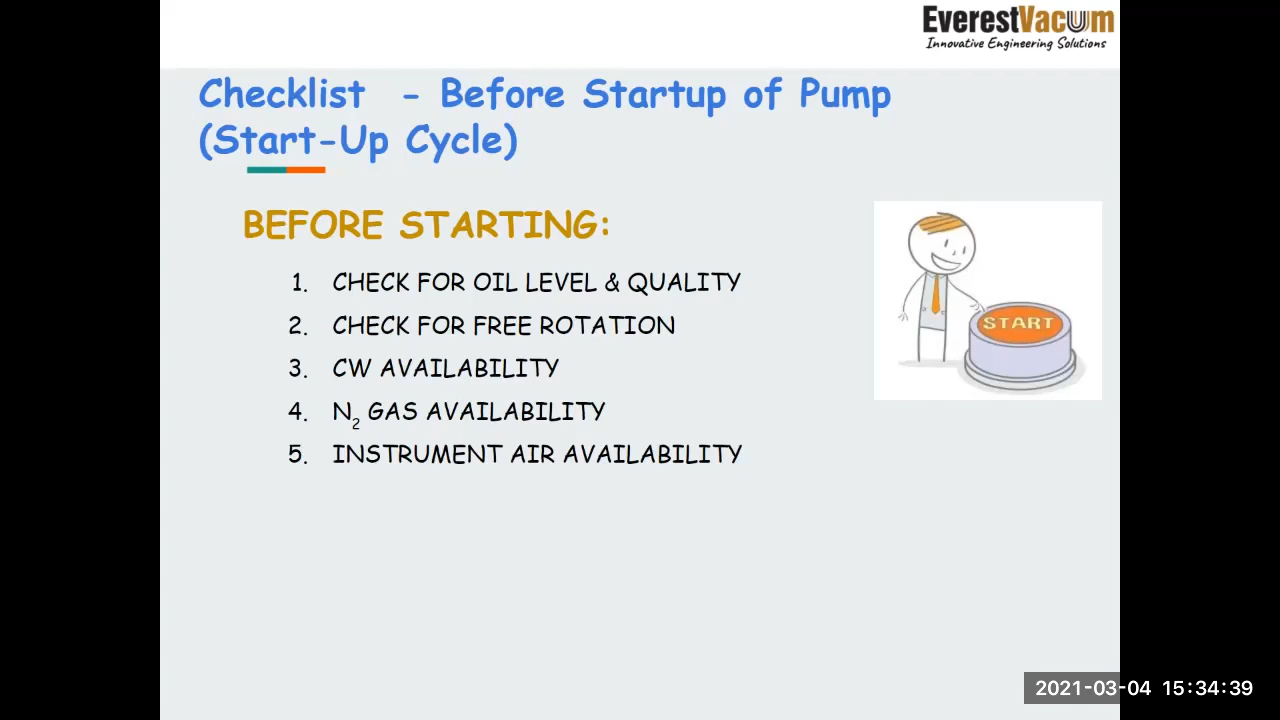 EverestVacuum
Innovative Engineering Solutions
Checklist - Before Startup of Pump
(Start-Up Cycle)
BEFORE STARTING:
1. CHECK FOR OIL LEVEL & QUALITY
2. CHECK FOR FREE ROTATION
3. CW AVAILABILITY
4. N₂ GAS AVAILABILITY
5. INSTRUMENT AIR AVAILABILITY
START
2021-03-04 15:34:39